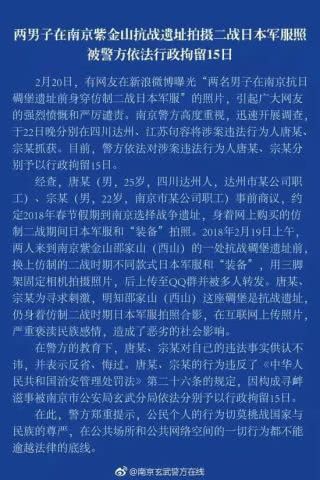 两男子在南京紫金山抗战遗址拍摄二战日本军服照
被警方依法行政拘留15日
2月20日，有网友在新浪微博曝光“两名男子在南京抗日
碉堡遗址前身穿仿制二战日本军服”的照片，引起广大网友
的强烈愤慨和严厉谴责。南京警方高度重视，迅速开展调查，
于22日晚分别在四川达州、江苏句容将涉案违法行为人唐某、
宗某抓获。目前，警方依法对涉案违法行为人唐某、宗某分
别予以行政拘留15日。
经查，唐某（男，25岁，四川达州人，达州市某公司职
工）、宗某（男，22岁，南京市某公司职工）事前商议，约
定2018年春节假期到南京选择战争遗址，身着网上购买的仿
制二战期间日本军服和“装备”拍照。2018年2月19日上午，
两人来到南京紫金山邵家山（西山）的一处抗战碉堡遗址前，
换上仿制的二战时期不同款式日本军服和“装备”，用三脚
架固定相机拍摄照片，后上传至QQ群并被多人转发。唐某、
宗某为寻求刺激，明知邵家山（西山）这座碉堡是抗战遗址，
仍身着仿制二战时期日本军服拍照合影，在互联网上传照片，
严重亵渎民族感情，造成了恶劣的社会影响。
在警方的教育下，唐某、宗某对自己的违法事实供认不
讳，并表示反省、悔过。唐某、宗某的行为违反了《中华人
民共和国治安管理处罚法》第二十六条的规定，因构成寻衅
滋事被南京市公安局玄武分局依法分别予以行政拘留15日。
在此，警方郑重提示，公民个人的行为切莫挑战国家与
民族的尊严，在公共场所和公共网络空间的一切行为都不能
逾越法律的底线。
@南京玄武警方在线